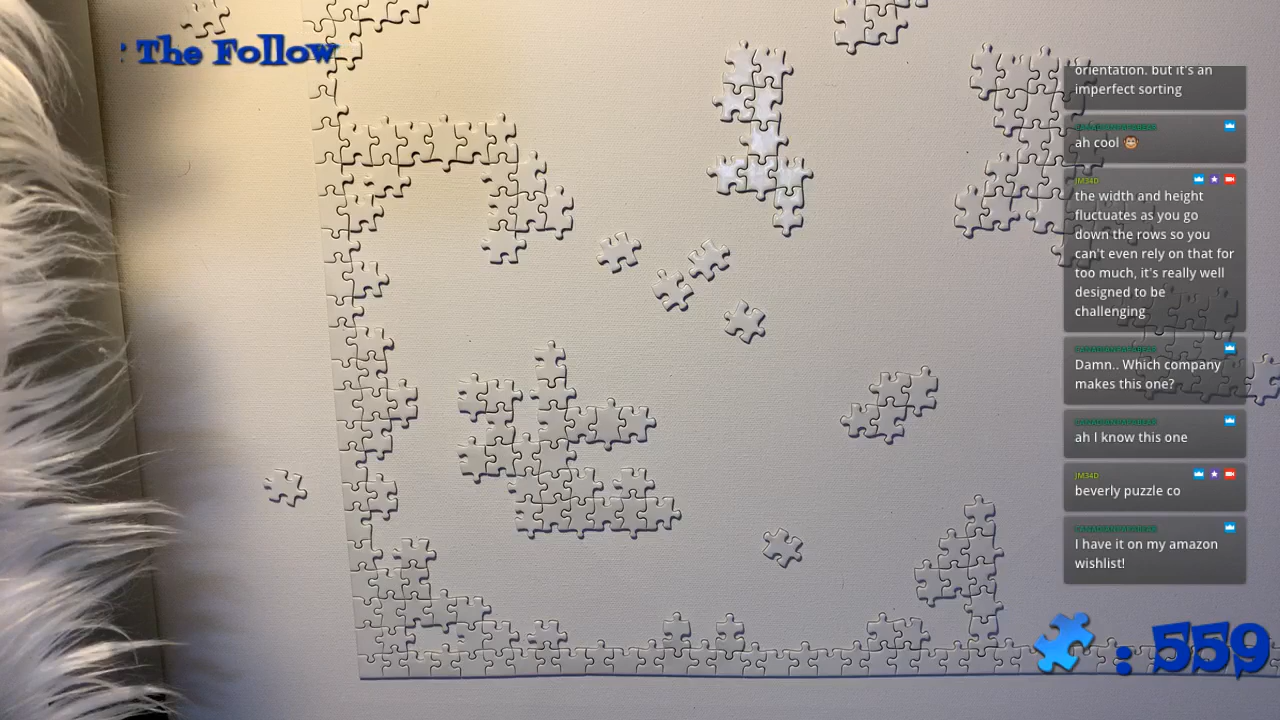 : The Follow
orientation. but it's an
imperfect sorting
ah cool
JM34D
the width and height
fluctuates as you go
down the rows so you
can't even rely on that for
too much, it's really well
designed to be
challenging
Damn.. Which company
makes this one?
ah I know this one
JM34D
beverly puzzle co
I have it on my amazon
wishlist!
: 559